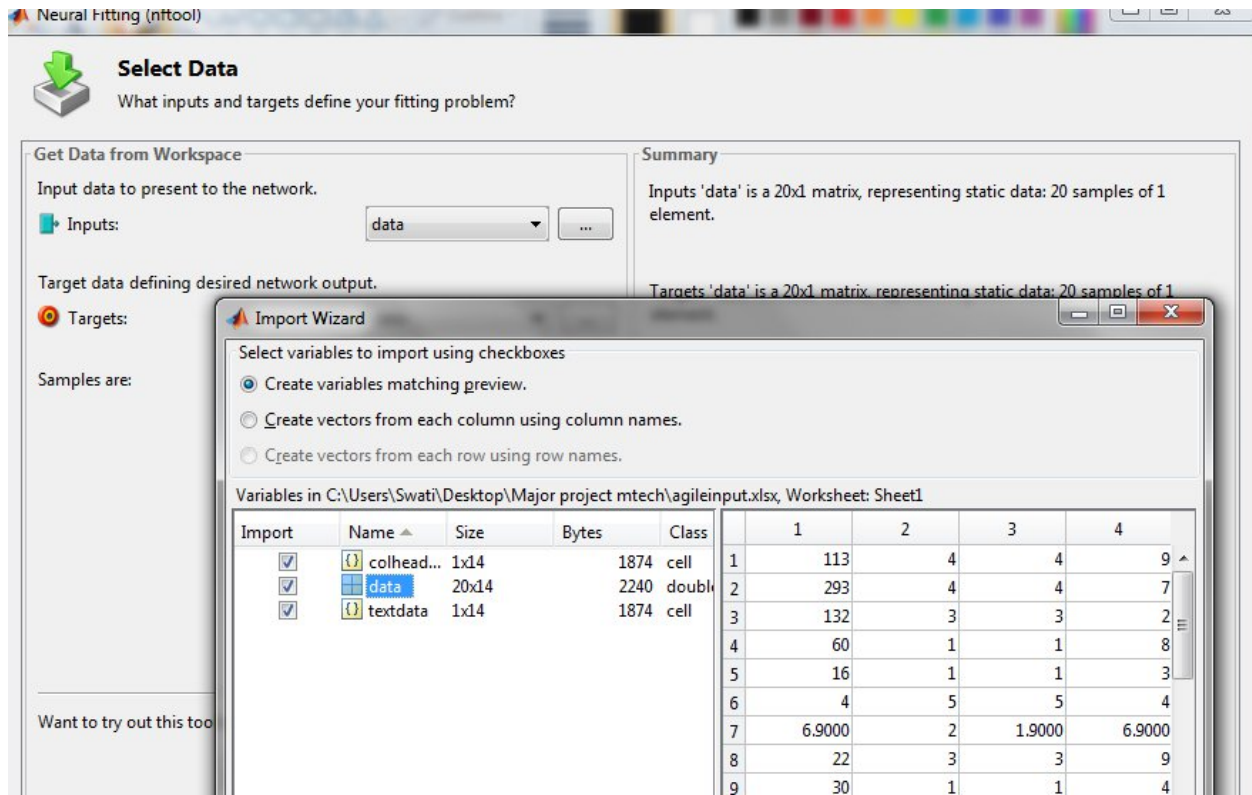 Neural Fitting (nftool)
Select Data
What inputs and targets define your fitting problem?
Get Data from Workspace
Input data to present to the network.
Inputs:
data
...
Target data defining desired network output.
Targets:
Samples are:
Want to try out this too
Summary
Inputs 'data' is a 20x1 matrix, representing static data: 20 samples of 1
element.
Targets 'data' is a 20x1 matrix, representing static data: 20 samples of 1
Import Wizard
Select variables to import using checkboxes
Create variables matching preview.
Create vectors from each column using column names.
Create vectors from each row using row names.
Variables in C:\Users\Swati\Desktop\Major project mtech\agileinput.xlsx, Worksheet: Sheet1
Import Name Size Bytes Class
colhead... 1x14 1874 cell
data 20x14 2240 double
textdata 1x14 1874 cell
1 2 3 4
1 113 4 4 9
2 293 4 4 7
3 132 3 3 2
4 60 1 1 8
5 16 1 1 3
6 4 5 5 4
7 6.9000 2 1.9000 6.9000
8 22 3 3 9
9 30 1 1 4